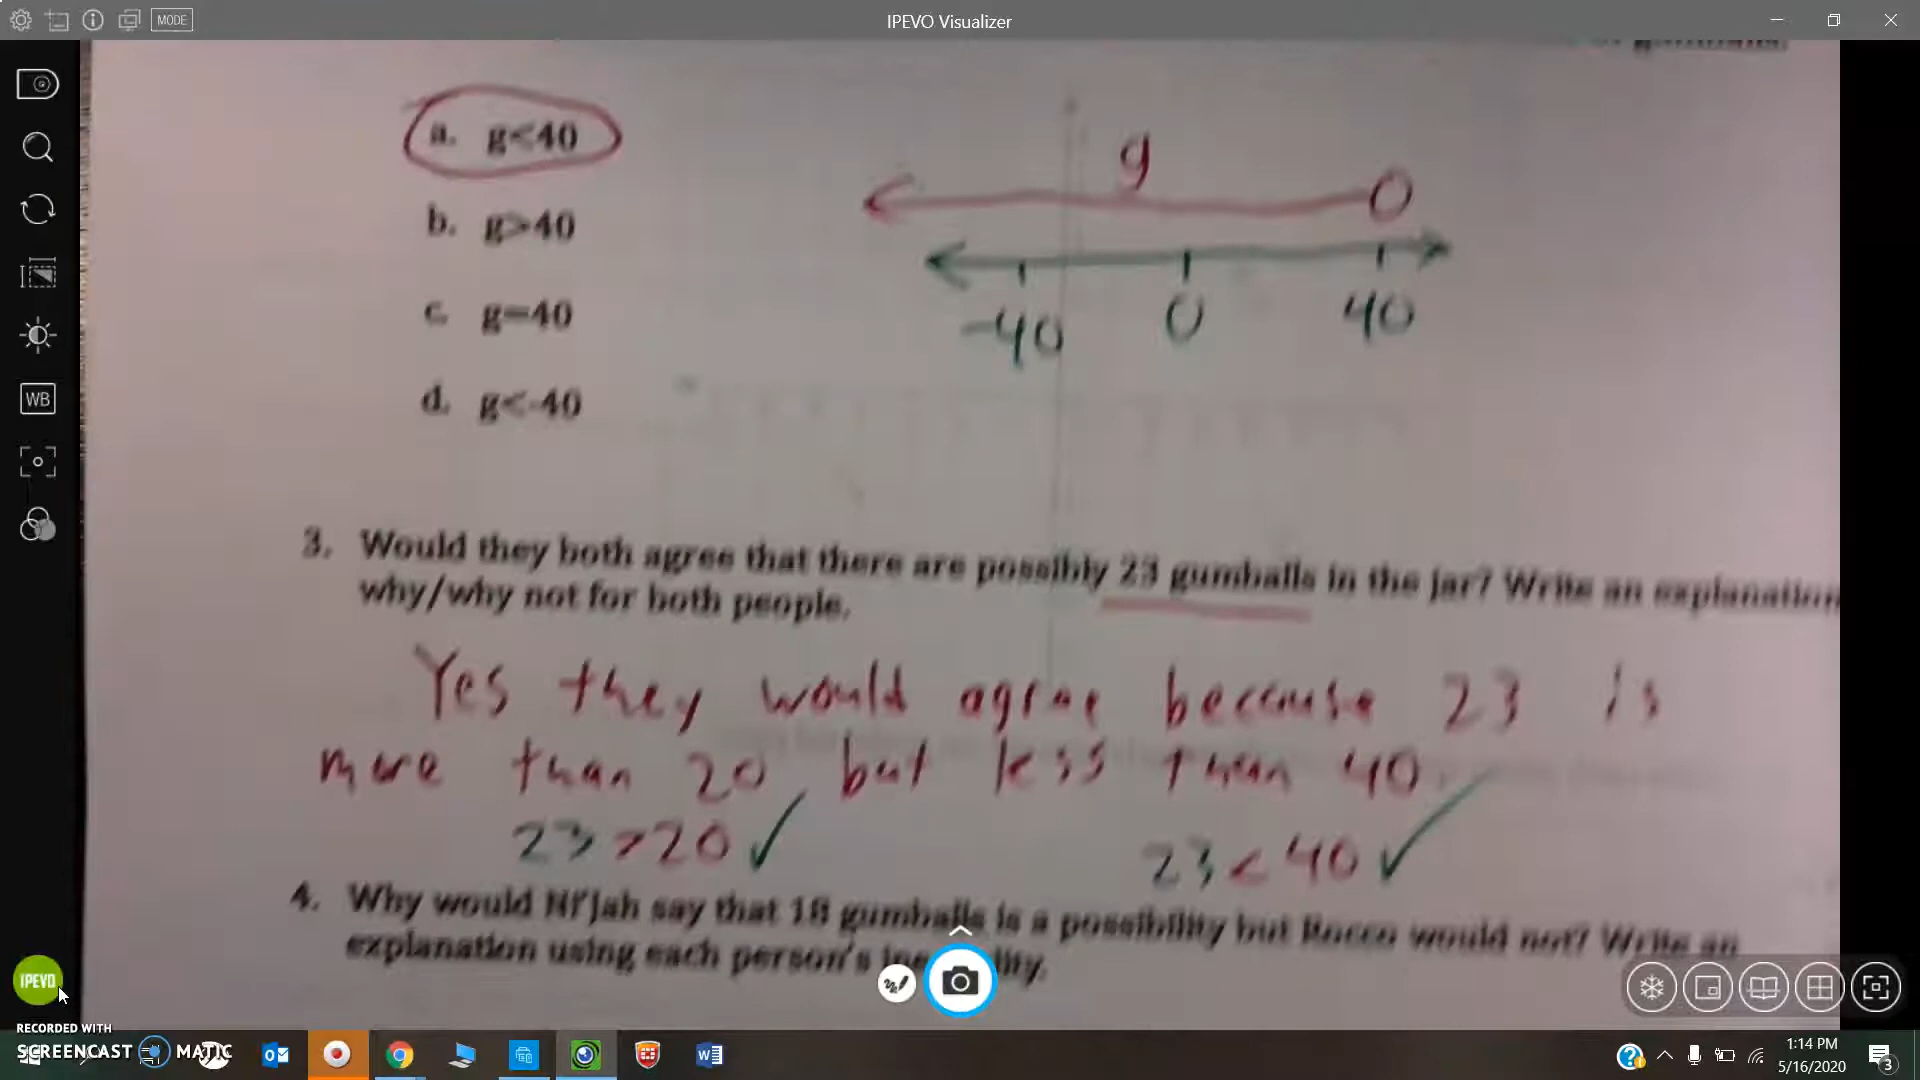 MODE
IPEVO Visualizer
a. g<40
b. g>40
c. g=40
d. g<-40
g
-40 0 40
3. Would they both agree that there are possibly 23 gumballs in the jar? Write an explanation
why/why not for both people.
Yes they would agree because 23 is
more than 20 but less than 40
23 > 20 ✓ 23 < 40 ✓
4. Why would Ni'Jah say that 18 gumballs is a possibility but Rocco would not? Write an
explanation using each person's
WB
IPEVO
RECORDED WITH
SCREENCAST MATIC
1:14 PM
5/16/2020
3